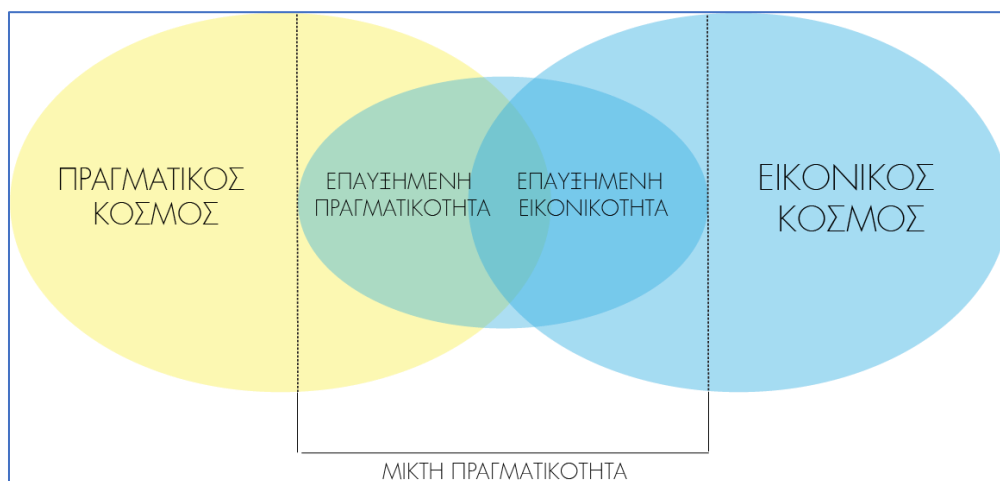 ΠΡΑΓΜΑΤΙΚΟΣ
ΚΟΣΜΟΣ
ΕΠΑΥΞΗΜΕΝΗ
ΠΡΑΓΜΑΤΙΚΟΤΗΤΑ
ΕΠΑΥΞΗΜΕΝΗ
ΕΙΚΟΝΙΚΟΤΗΤΑ
ΕΙΚΟΝΙΚΟΣ
ΚΟΣΜΟΣ
ΜΙΚΤΗ ΠΡΑΓΜΑΤΙΚΟΤΗΤΑ